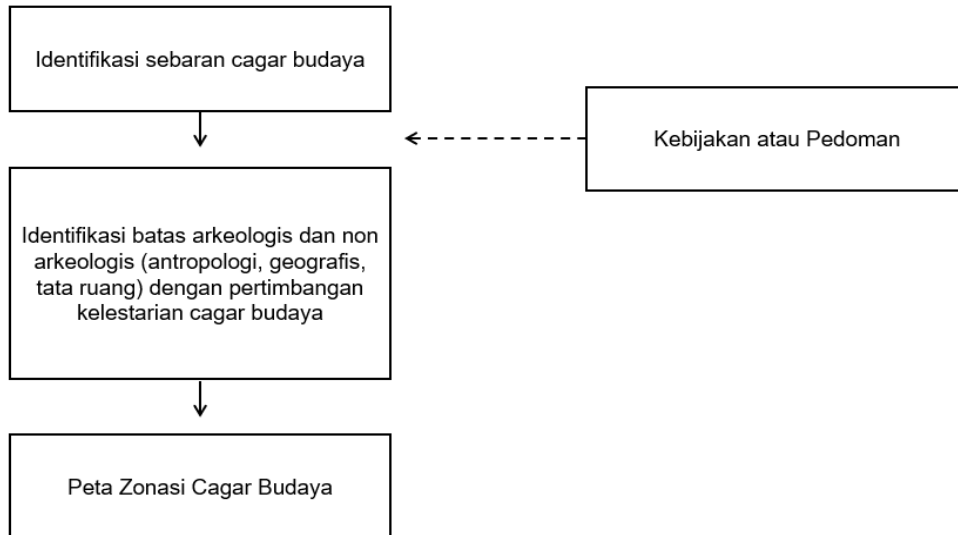 Identifikasi sebaran cagar budaya
Kebijakan atau Pedoman
Identifikasi batas arkeologis dan non
arkeologis (antropologi, geografis,
tata ruang) dengan pertimbangan
kelestarian cagar budaya
Peta Zonasi Cagar Budaya